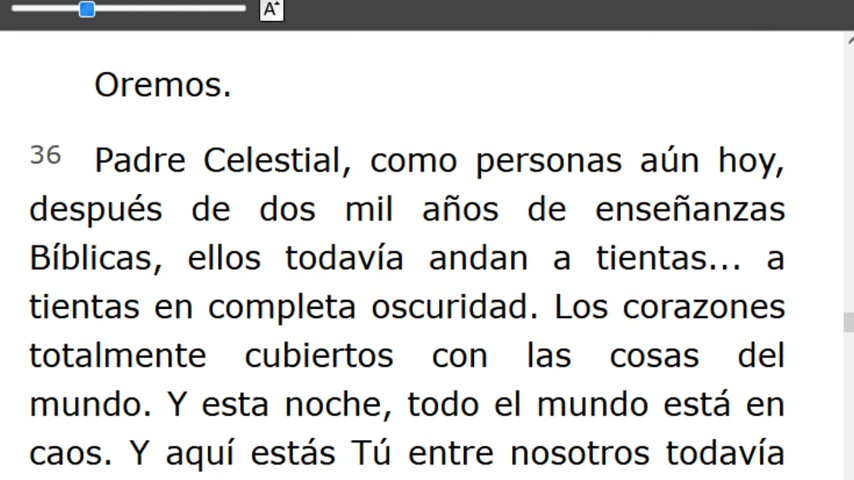 A
Oremos.
36 Padre Celestial, como personas aún hoy,
después de dos mil años de enseñanzas
Bíblicas, ellos todavía andan a tientas... a
tientas en completa oscuridad. Los corazones
totalmente cubiertos con las cosas del
mundo. Y esta noche, todo el mundo está en
caos. Y aquí estás Tú entre nosotros todavía